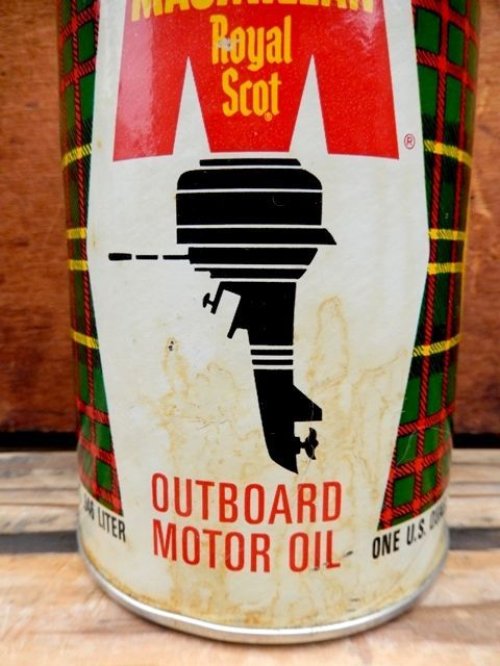 Royal
Scot
®
OUTBOARD
MOTOR OIL
LITER
ONE U.S.